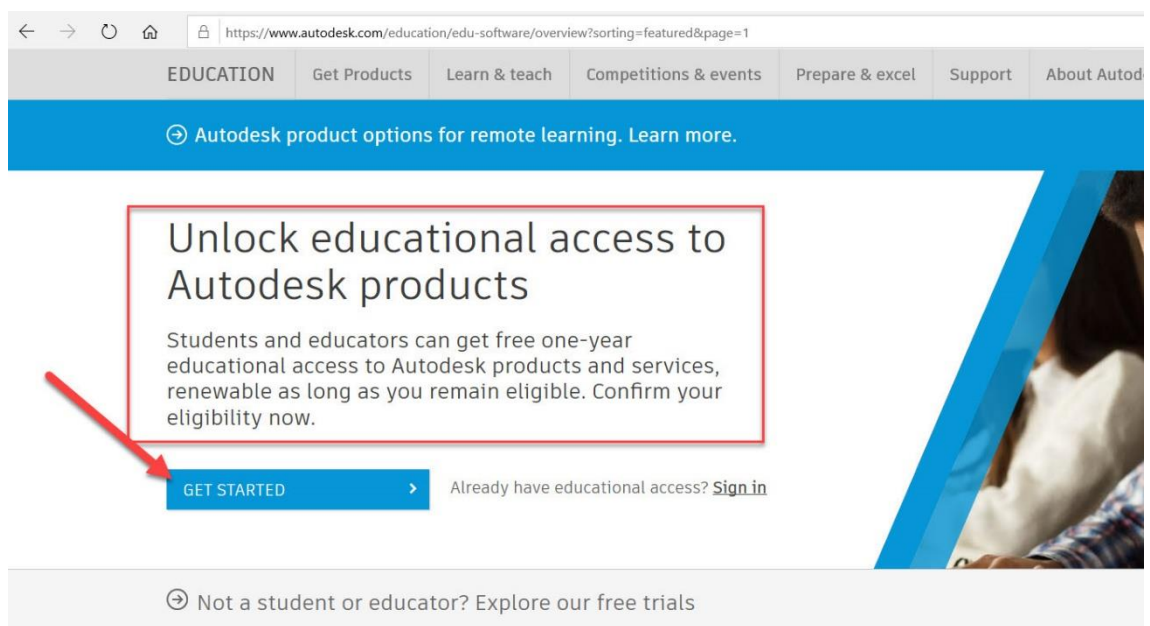 https://www.autodesk.com/education/edu-software/overview?sorting=featured&page=1
EDUCATION Get Products Learn & teach Competitions & events Prepare & excel Support About Autod
Autodesk product options for remote learning. Learn more.
Unlock educational access to
Autodesk products
Students and educators can get free one-year
educational access to Autodesk products and services,
renewable as long as you remain eligible. Confirm your
eligibility now.
GET STARTED Already have educational access? Sign in
Not a student or educator? Explore our free trials